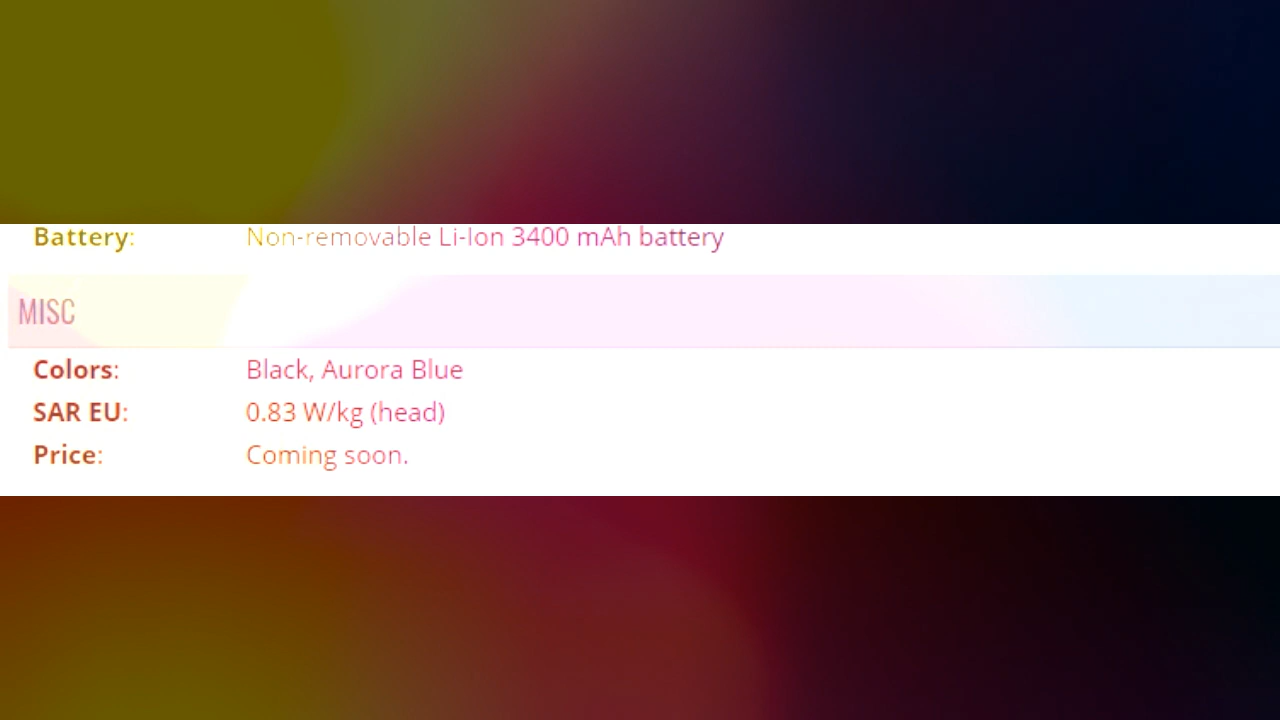 Battery: Non-removable Li-Ion 3400 mAh battery
MISC
Colors: Black, Aurora Blue
SAR EU: 0.83 W/kg (head)
Price: Coming soon.